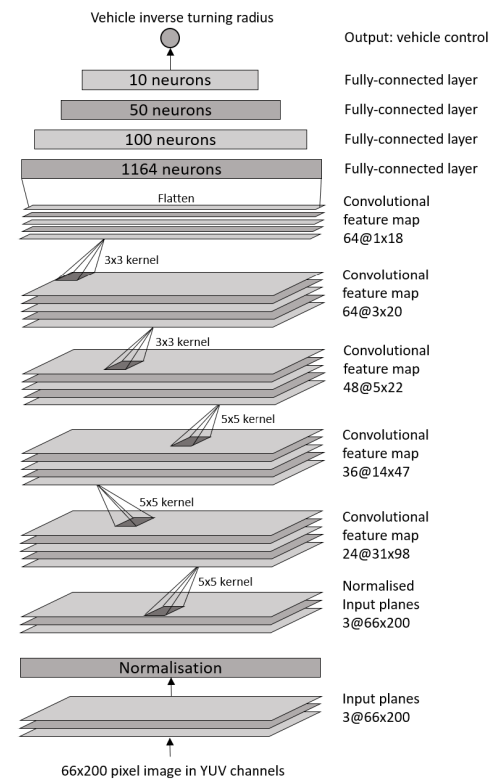 Vehicle inverse turning radius
Output: vehicle control
10 neurons
Fully-connected layer
50 neurons
Fully-connected layer
100 neurons
Fully-connected layer
1164 neurons
Fully-connected layer
Flatten
Convolutional
feature map
64@1x18
3x3 kernel
Convolutional
feature map
64@3x20
3x3 kernel
Convolutional
feature map
48@5x22
5x5 kernel
Convolutional
feature map
36@14x47
5x5 kernel
Convolutional
feature map
24@31x98
5x5 kernel
Normalised
Input planes
3@66x200
Normalisation
Input planes
3@66x200
66x200 pixel image in YUV channels